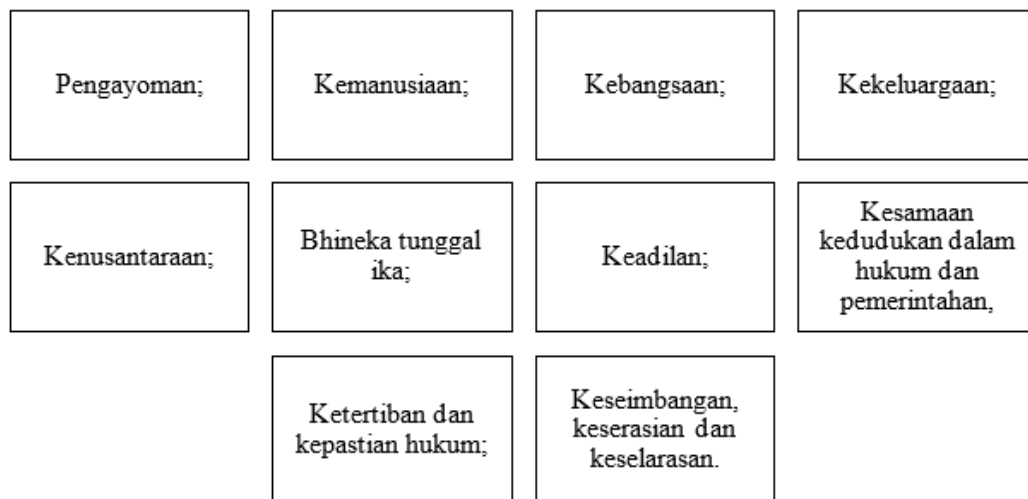 Pengayoman;
Kemanusiaan;
Kebangsaan;
Kekeluargaan;
Kenusantaraan;
Bhineka tunggal
ika;
Keadilan;
Kesamaan
kedudukan dalam
hukum dan
pemerintahan,
Ketertiban dan
kepastian hukum;
Keseimbangan,
keserasian dan
keselarasan.